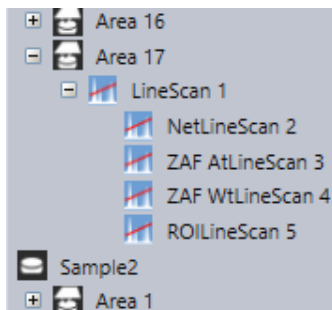 Area 16
Area 17
LineScan 1
NetLineScan 2
ZAF AtLineScan 3
ZAF WtLineScan 4
ROILineScan 5
Sample2
Area 1